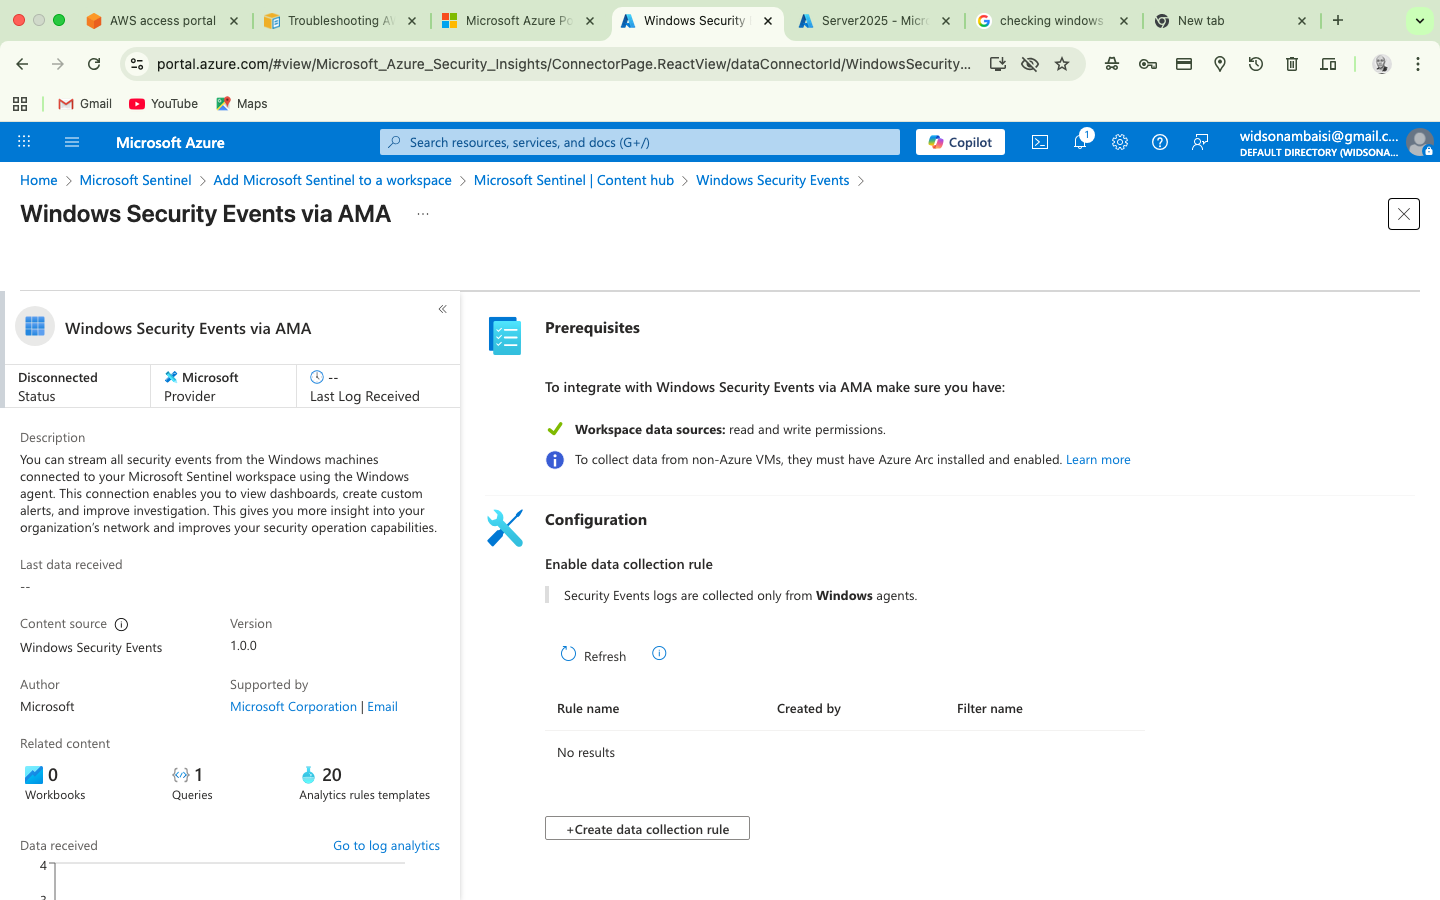 AWS access portal
Troubleshooting AW
Microsoft Azure Po
Windows Security
Server2025 - Micro
checking windows
New tab
portal.azure.com/#view/Microsoft_Azure_Security_Insights/ConnectorPage.ReactView/dataConnectorId/WindowsSecurity...
Gmail
YouTube
Maps
Microsoft Azure
Search resources, services, and docs (G+/)
Copilot
1
widsonambaisi@gmail.c...
DEFAULT DIRECTORY (WIDSONA...
Home > Microsoft Sentinel > Add Microsoft Sentinel to a workspace > Microsoft Sentinel | Content hub > Windows Security Events >
Windows Security Events via AMA ...
Windows Security Events via AMA
Disconnected
Status
Microsoft
Provider
--
Last Log Received
Description
You can stream all security events from the Windows machines
connected to your Microsoft Sentinel workspace using the Windows
agent. This connection enables you to view dashboards, create custom
alerts, and improve investigation. This gives you more insight into your
organization's network and improves your security operation capabilities.
Last data received
--
Content source
Windows Security Events
Version
1.0.0
Author
Microsoft
Supported by
Microsoft Corporation | Email
Related content
0
Workbooks
1
Queries
20
Analytics rules templates
Data received
Go to log analytics
4
3
Prerequisites
To integrate with Windows Security Events via AMA make sure you have:
Workspace data sources: read and write permissions.
To collect data from non-Azure VMs, they must have Azure Arc installed and enabled. Learn more
Configuration
Enable data collection rule
Security Events logs are collected only from Windows agents.
Refresh
Rule name
Created by
Filter name
No results
+Create data collection rule